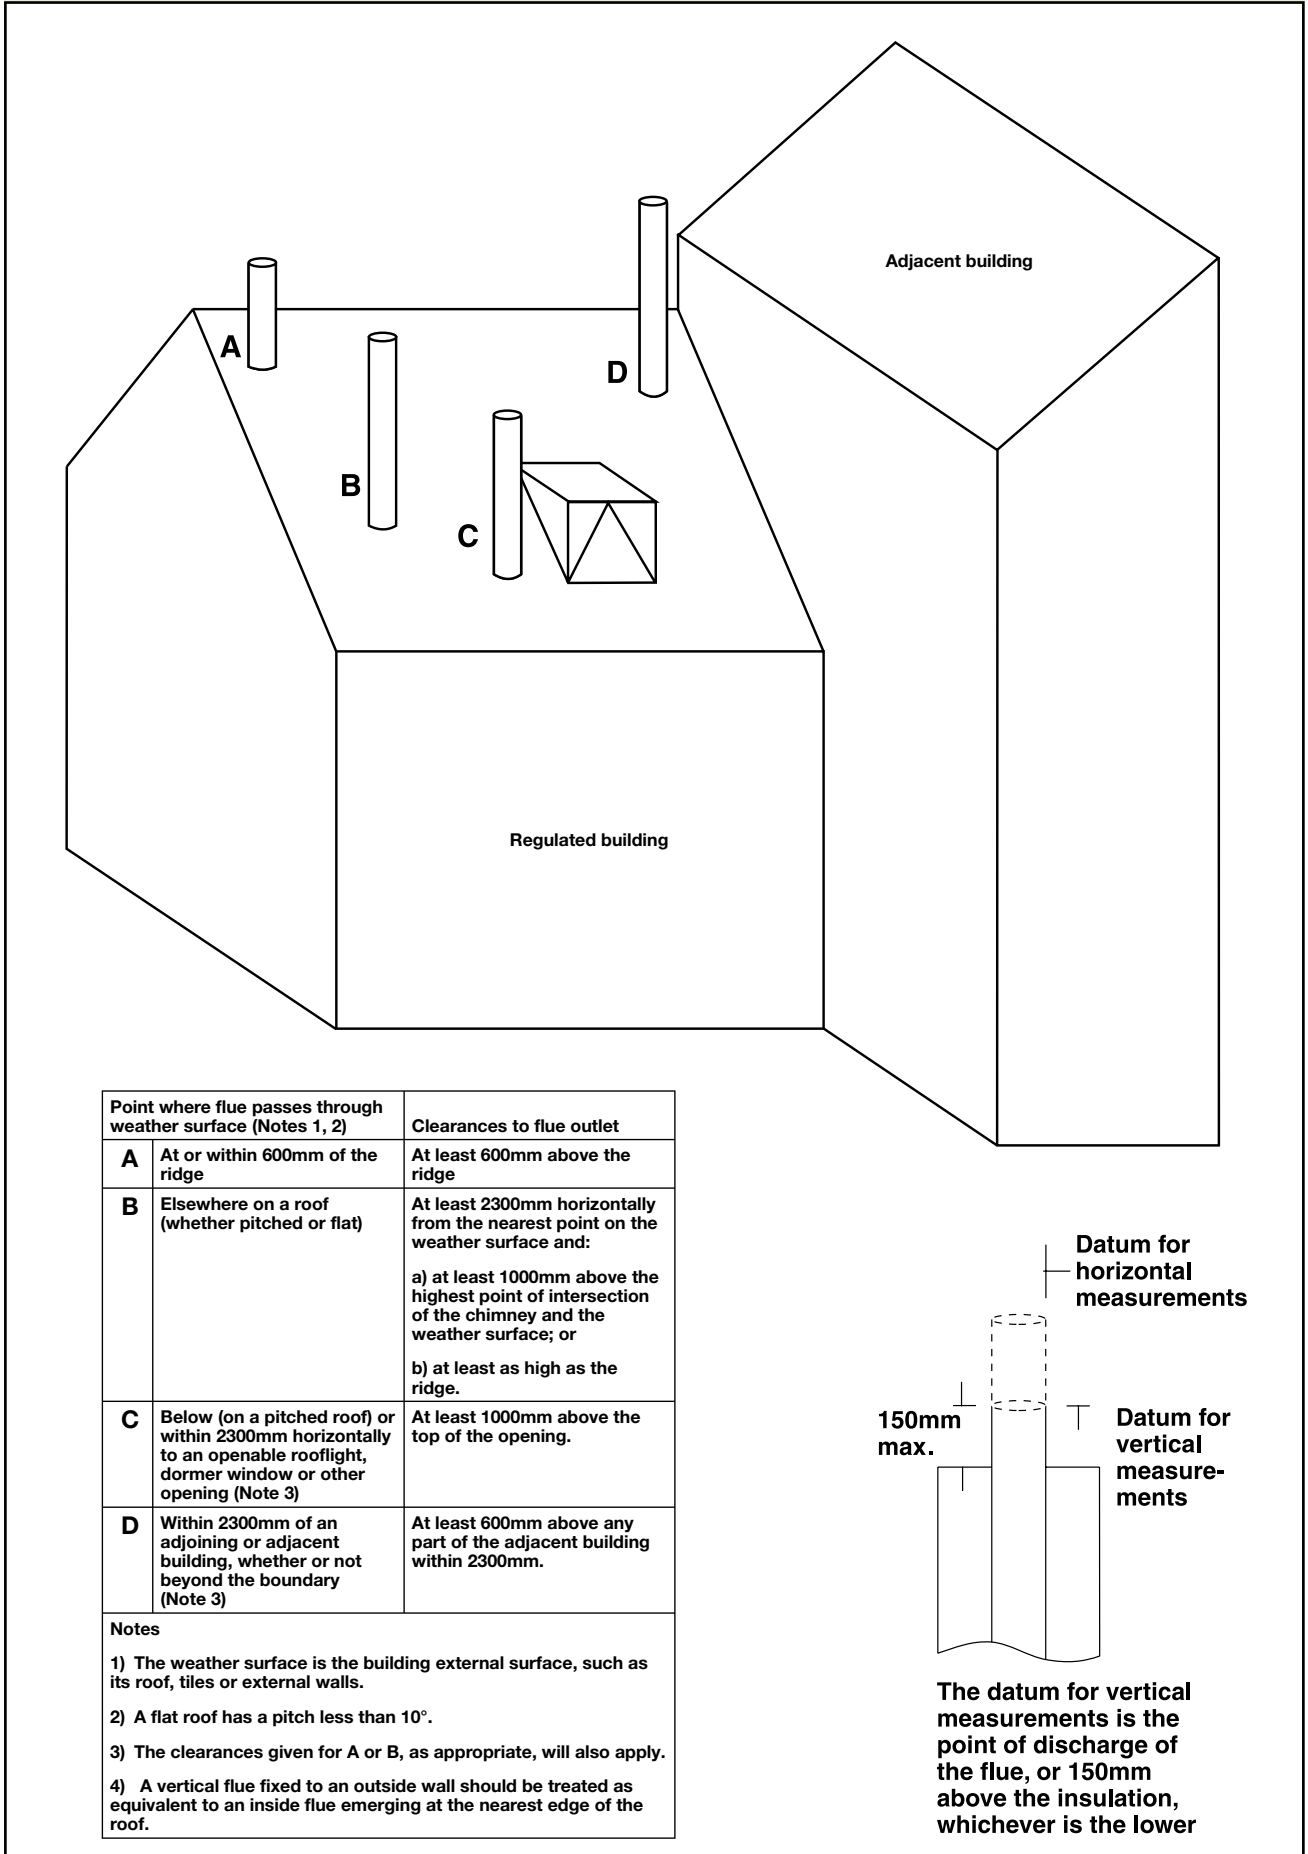 Adjacent building
A
D
B
C
Regulated building
Point where flue passes through
weather surface (Notes 1, 2)
Clearances to flue outlet
A
At or within 600mm of the
ridge
At least 600mm above the
ridge
B
Elsewhere on a roof
(whether pitched or flat)
At least 2300mm horizontally
from the nearest point on the
weather surface and:
a) at least 1000mm above the
highest point of intersection
of the chimney and the
weather surface; or
b) at least as high as the
ridge.
C
Below (on a pitched roof) or
within 2300mm horizontally
to an openable rooflight,
dormer window or other
opening (Note 3)
At least 1000mm above the
top of the opening.
D
Within 2300mm of an
adjoining or adjacent
building, whether or not
beyond the boundary
(Note 3)
At least 600mm above any
part of the adjacent building
within 2300mm.
Notes
1) The weather surface is the building external surface, such as
its roof, tiles or external walls.
2) A flat roof has a pitch less than 10°.
3) The clearances given for A or B, as appropriate, will also apply.
4) A vertical flue fixed to an outside wall should be treated as
equivalent to an inside flue emerging at the nearest edge of the
roof.
Datum for
horizontal
measurements
150mm
max.
Datum for
vertical
measure-
ments
The datum for vertical
measurements is the
point of discharge of
the flue, or 150mm
above the insulation,
whichever is the lower